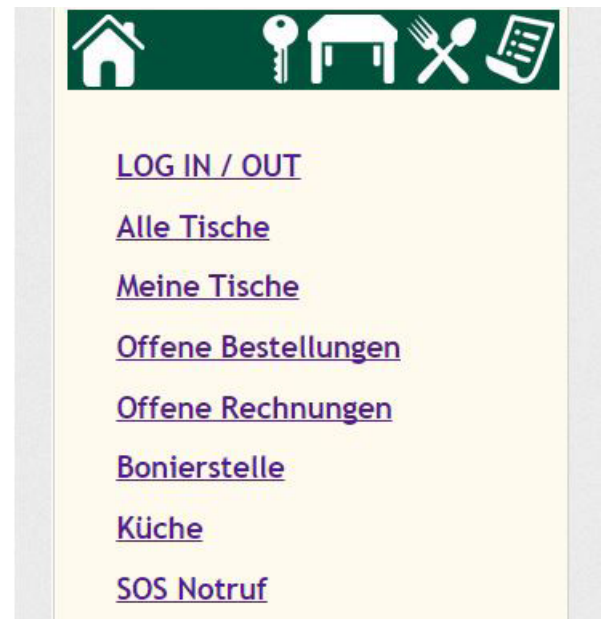 LOG IN / OUT
Alle Tische
Meine Tische
Offene Bestellungen
Offene Rechnungen
Bonierstelle
Küche
SOS Notruf